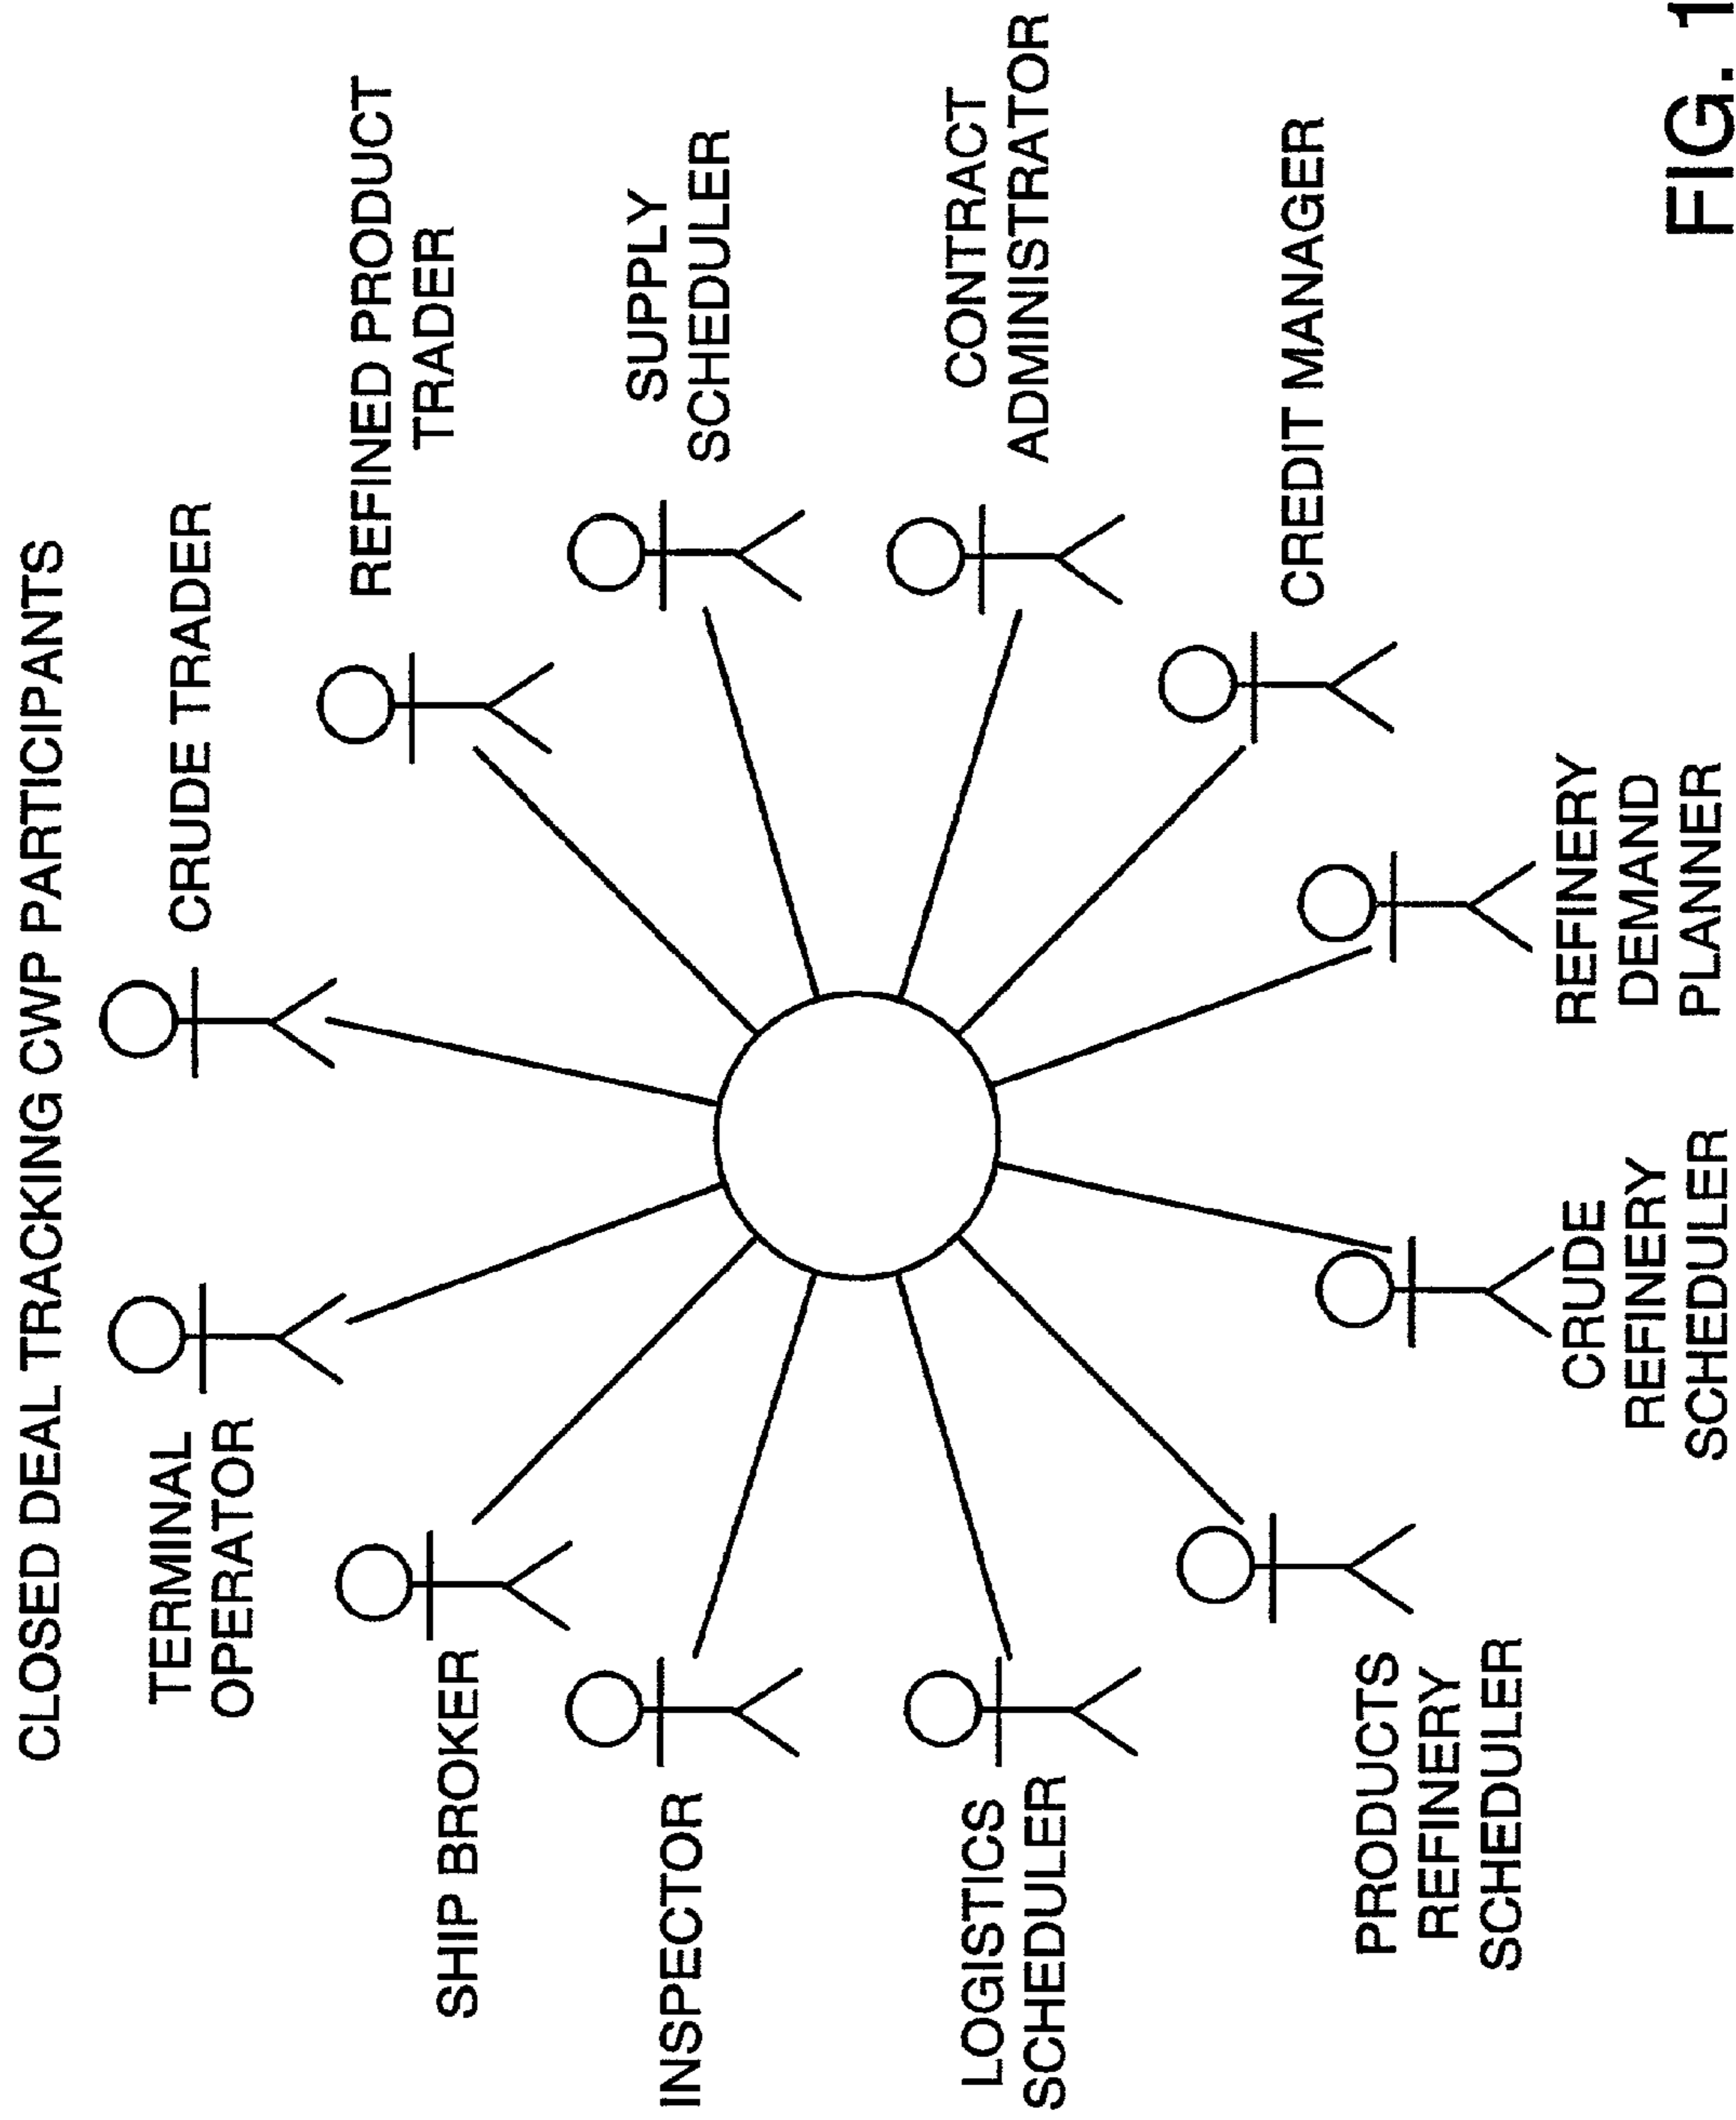 CLOSED DEAL TRACKING CWP PARTICIPANTS
TERMINAL
OPERATOR
CRUDE TRADER
SHIP BROKER
REFINED PRODUCT
TRADER
INSPECTOR
SUPPLY
SCHEDULER
LOGISTICS
SCHEDULER
CONTRACT
ADMINISTRATOR
PRODUCTS
REFINERY
SCHEDULER
CREDIT MANAGER
CRUDE
REFINERY
SCHEDULER
REFINERY
DEMAND
PLANNER
FIG. 1